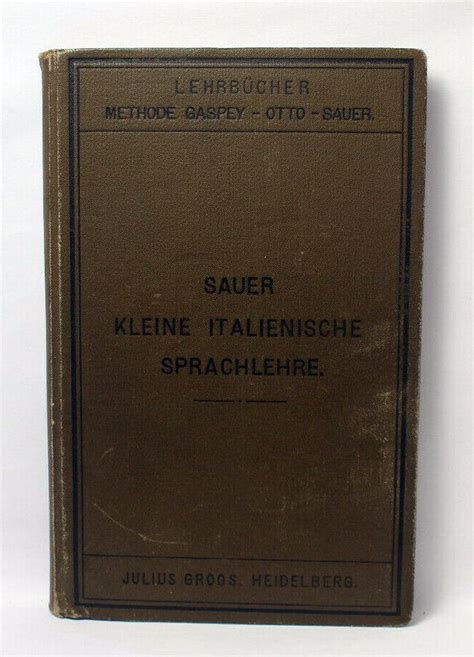 LEHRBÜCHER
METHODE GASPEY – OTTO – SAUER.
SAUER
KLEINE ITALIENISCHE
SPRACHLEHRE.
JULIUS GROOS. HEIDELBERG.